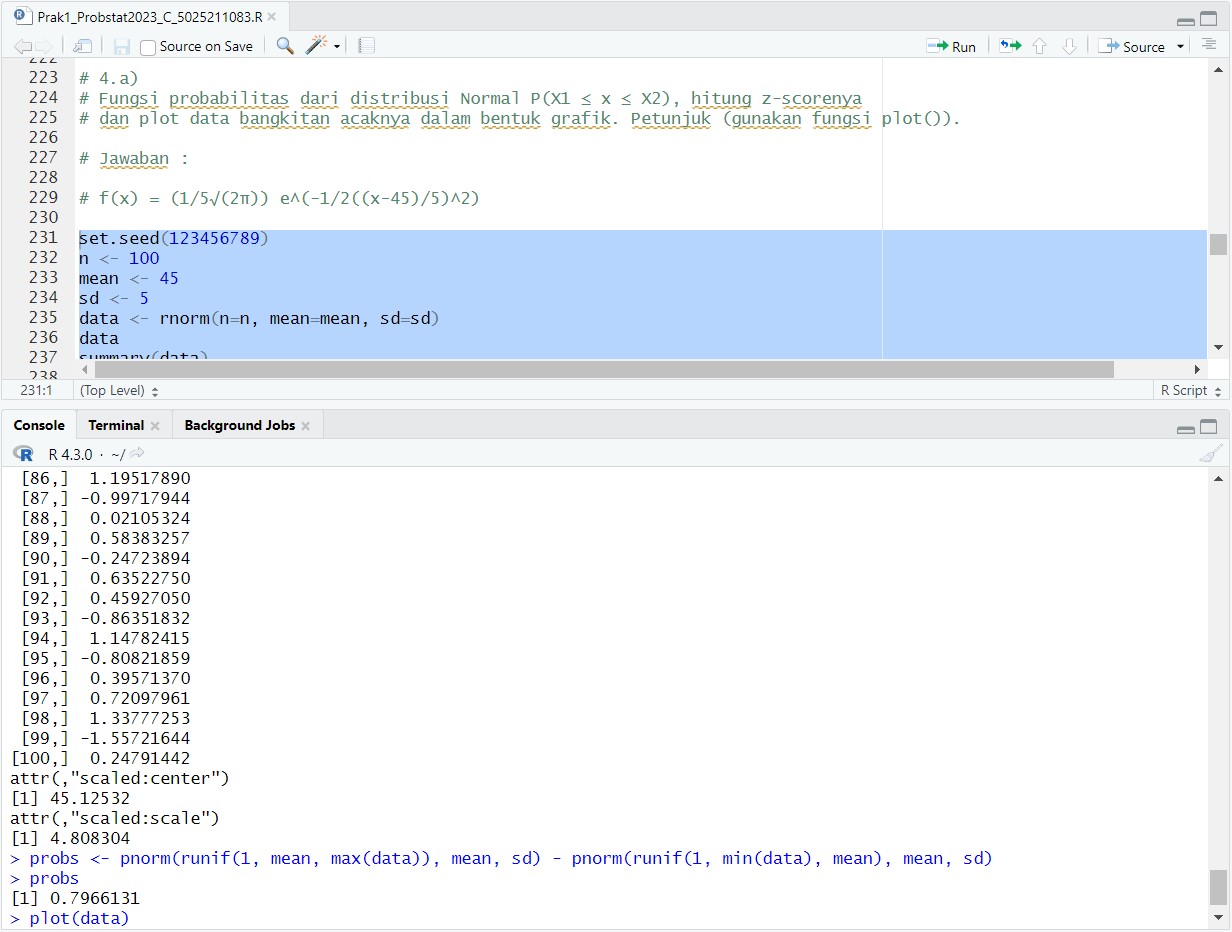 Prak1_Probstat2023_C_5025211083.R
Source on Save
Run
Source
222
223 # 4.a)
224 # Fungsi probabilitas dari distribusi Normal P(X1 ≤ x ≤ X2), hitung z-scorenya
225 # dan plot data bangkitan acaknya dalam bentuk grafik. Petunjuk (gunakan fungsi plot()).
226
227 # Jawaban :
228
229 # f(x) = (1/5√(2π)) e^(-1/2((x-45)/5)^2)
230
231 set.seed(123456789)
232 n <- 100
233 mean <- 45
234 sd <- 5
235 data <- rnorm(n=n, mean=mean, sd=sd)
236 data
237 summary(data)
238
231:1 (Top Level) R Script
Console Terminal Background Jobs
R R 4.3.0 · ~/
[86,] 1.19517890
[87,] -0.99717944
[88,] 0.02105324
[89,] 0.58383257
[90,] -0.24723894
[91,] 0.63522750
[92,] 0.45927050
[93,] -0.86351832
[94,] 1.14782415
[95,] -0.80821859
[96,] 0.39571370
[97,] 0.72097961
[98,] 1.33777253
[99,] -1.55721644
[100,] 0.24791442
attr(,"scaled:center")
[1] 45.12532
attr(,"scaled:scale")
[1] 4.808304
> probs <- pnorm(runif(1, mean, max(data)), mean, sd) - pnorm(runif(1, min(data), mean), mean, sd)
> probs
[1] 0.7966131
> plot(data)